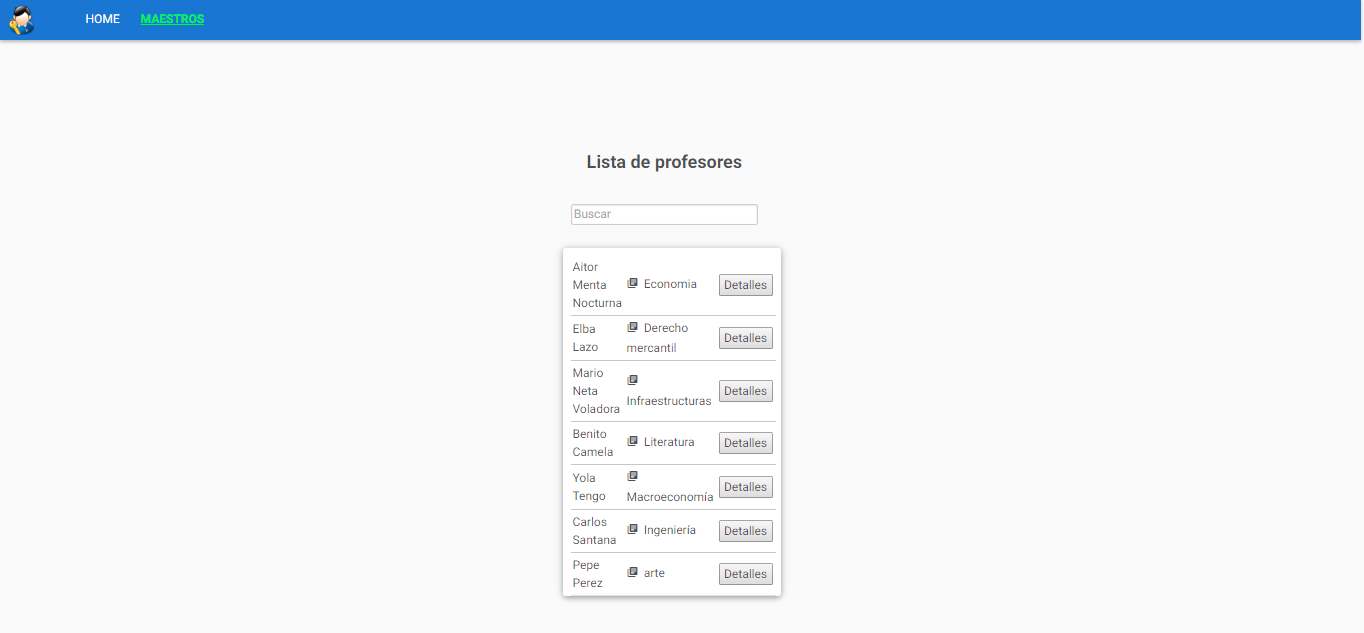 HOME MAESTROS
Lista de profesores
Buscar
Aitor
Menta
Nocturna
Economia
Detalles
Elba
Lazo
Derecho
mercantil
Detalles
Mario
Neta
Voladora
Infraestructuras
Detalles
Benito
Camela
Literatura
Detalles
Yola
Tengo
Macroeconomía
Detalles
Carlos
Santana
Ingeniería
Detalles
Pepe
Perez
arte
Detalles